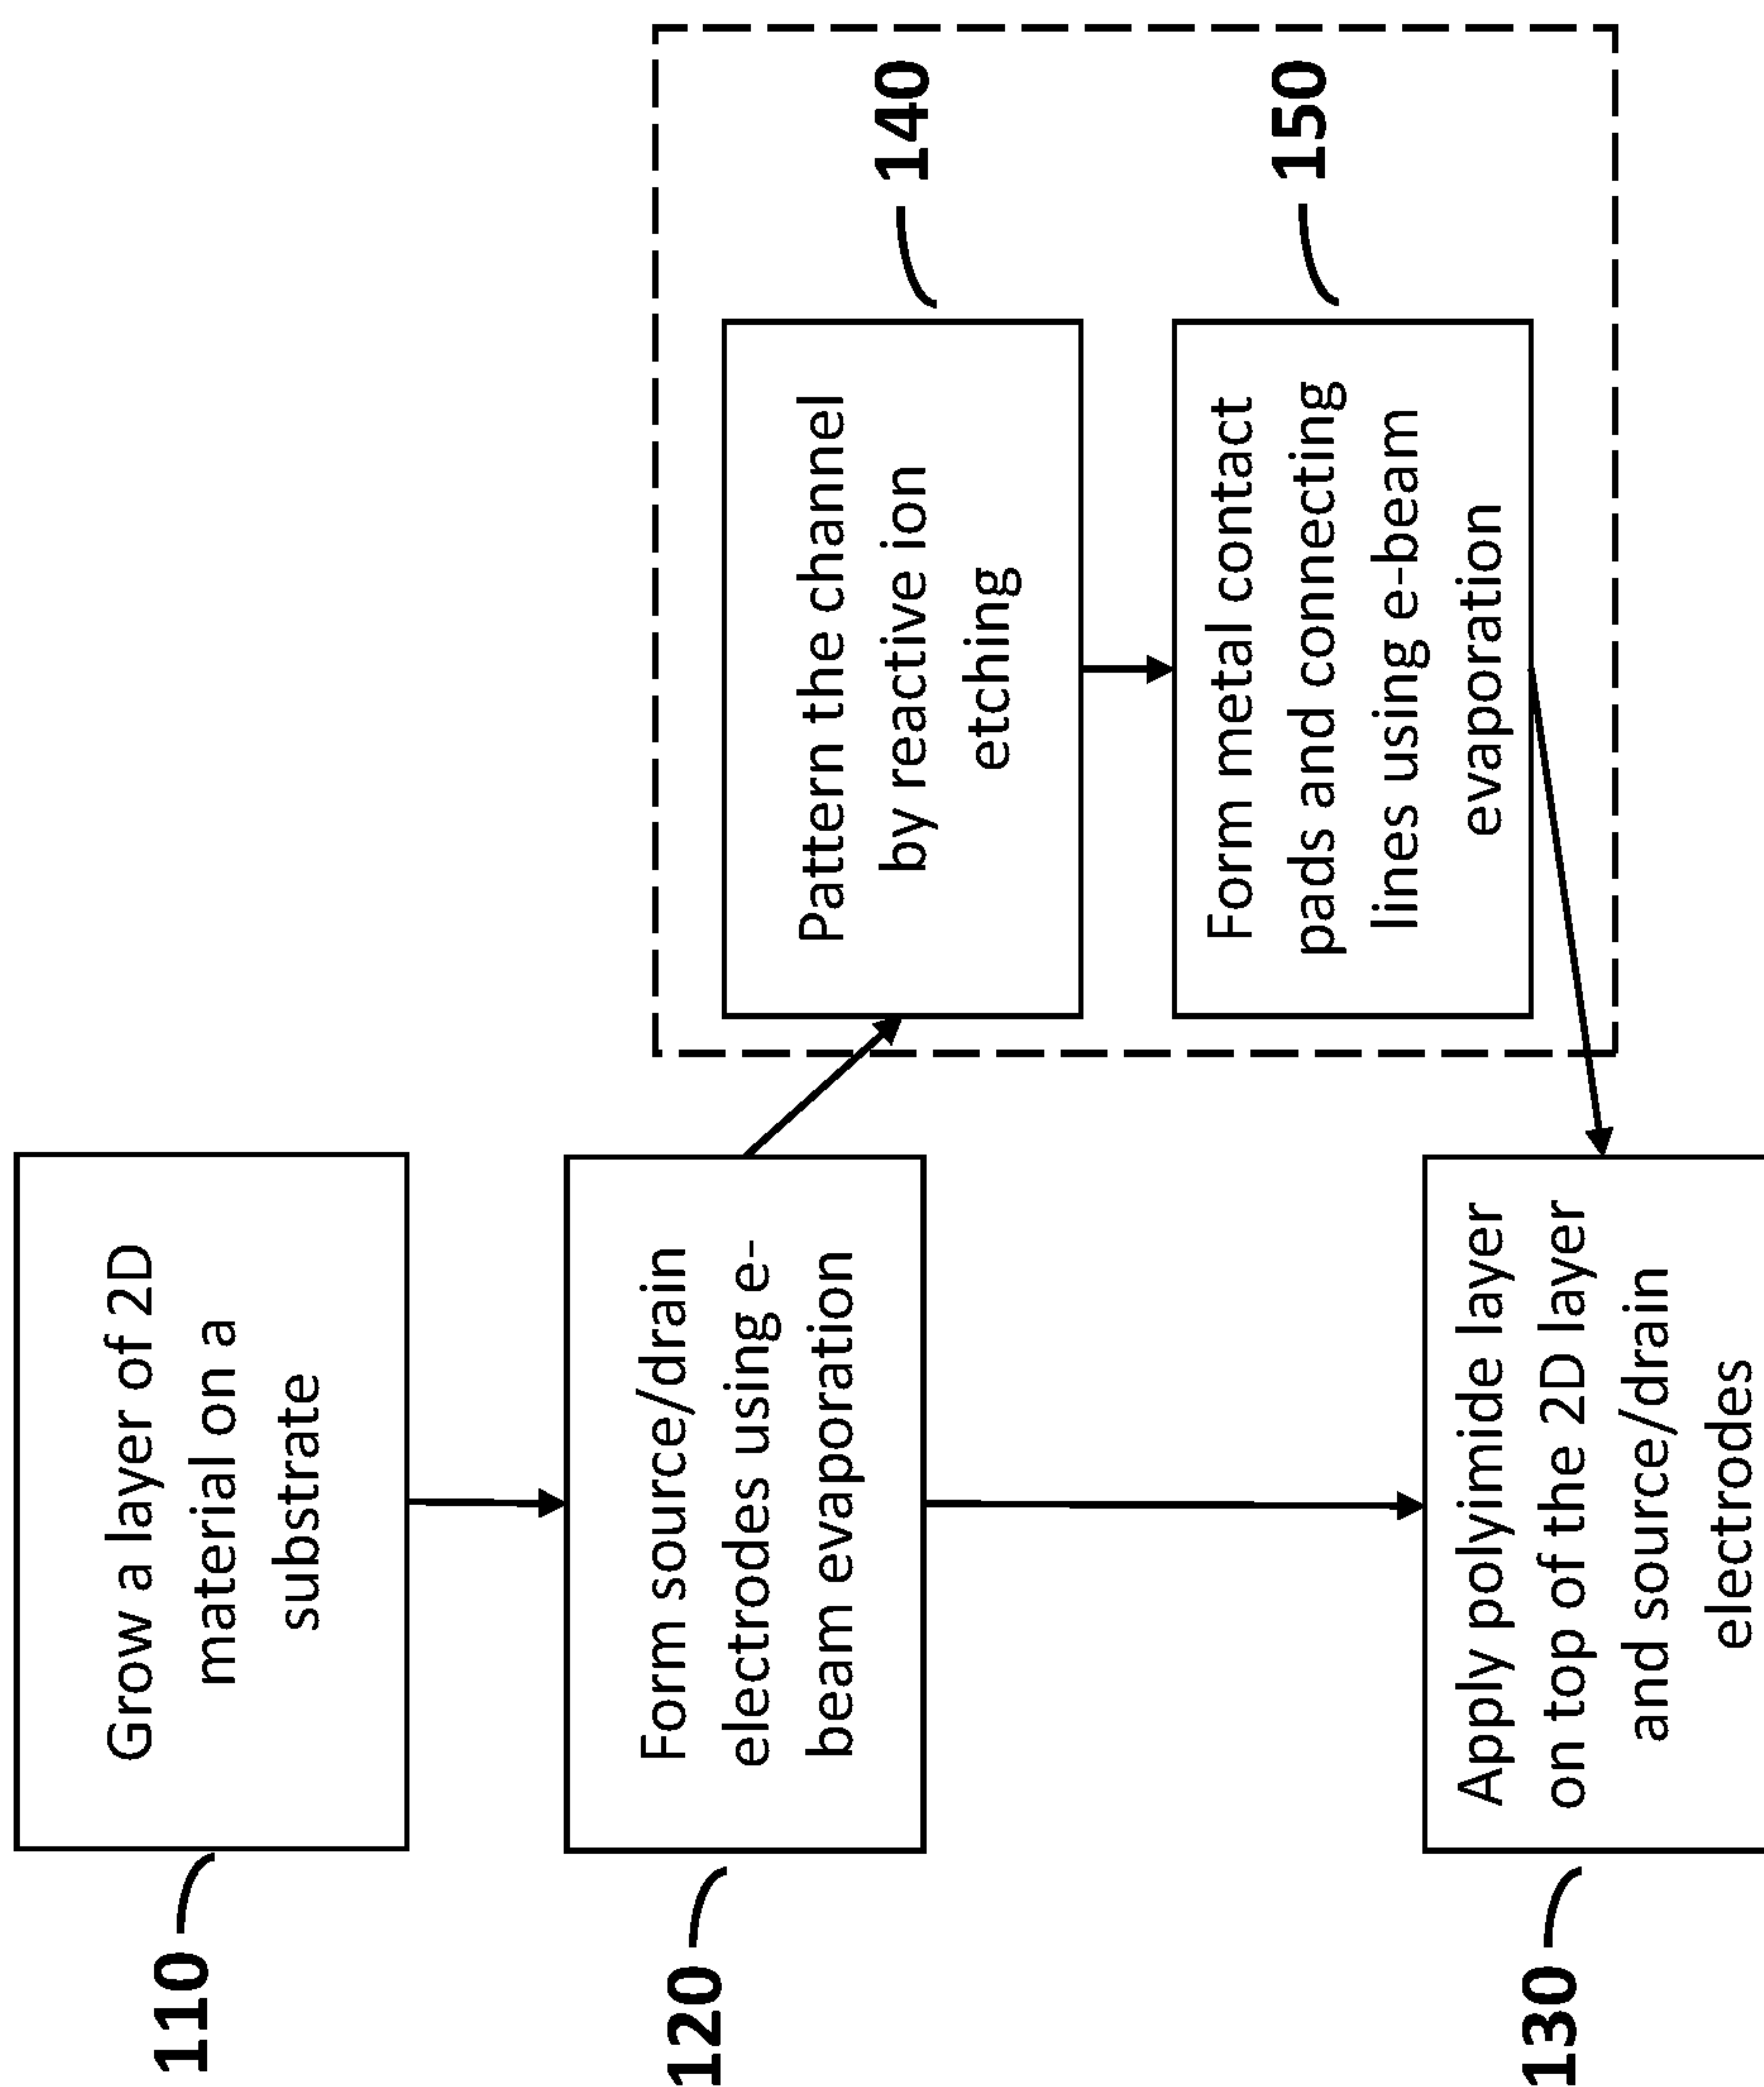 110
Grow a layer of 2D
material on a
substrate
120
Form source/drain
electrodes using e-
beam evaporation
140
Pattern the channel
by reactive ion
etching
150
Form metal contact
pads and connecting
lines using e-beam
evaporation
130
Apply polyimide layer
on top of the 2D layer
and source/drain
electrodes